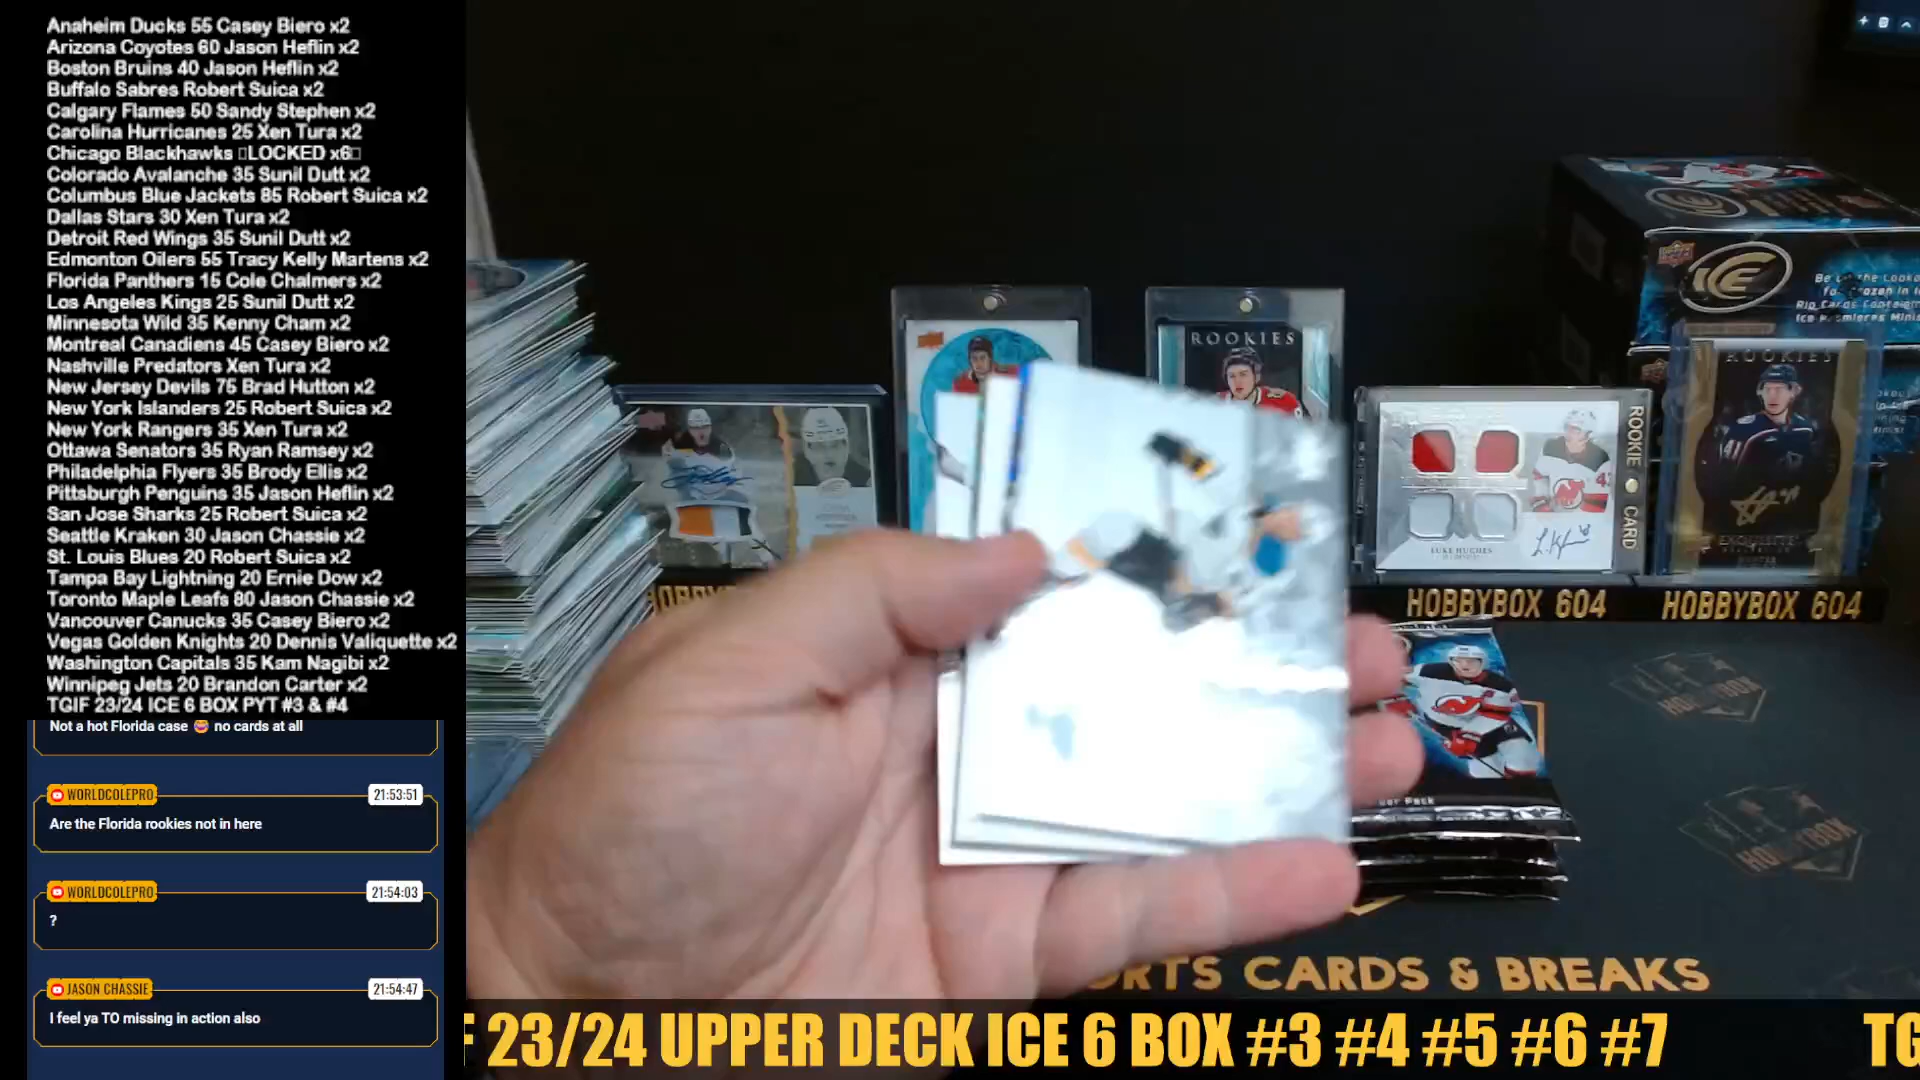 Anaheim Ducks 55 Casey Biero x2
Arizona Coyotes 60 Jason Heflin x2
Boston Bruins 40 Jason Heflin x2
Buffalo Sabres Robert Suica x2
Calgary Flames 50 Sandy Stephen x2
Carolina Hurricanes 25 Xen Tura x2
Chicago Blackhawks LOCKED x6
Colorado Avalanche 35 Sunil Dutt x2
Columbus Blue Jackets 85 Robert Suica x2
Dallas Stars 30 Xen Tura x2
Detroit Red Wings 35 Sunil Dutt x2
Edmonton Oilers 55 Tracy Kelly Martens x2
Florida Panthers 15 Cole Chalmers x2
Los Angeles Kings 25 Sunil Dutt x2
Minnesota Wild 35 Kenny Cham x2
Montreal Canadiens 45 Casey Biero x2
Nashville Predators Xen Tura x2
New Jersey Devils 75 Brad Hutton x2
New York Islanders 25 Robert Suica x2
New York Rangers 35 Xen Tura x2
Ottawa Senators 35 Ryan Ramsey x2
Philadelphia Flyers 35 Brody Ellis x2
Pittsburgh Penguins 35 Jason Heflin x2
San Jose Sharks 25 Robert Suica x2
Seattle Kraken 30 Jason Chassie x2
St. Louis Blues 20 Robert Suica x2
Tampa Bay Lightning 20 Ernie Dow x2
Toronto Maple Leafs 80 Jason Chassie x2
Vancouver Canucks 35 Casey Biero x2
Vegas Golden Knights 20 Dennis Valiquette x2
Washington Capitals 35 Kam Nagibi x2
Winnipeg Jets 20 Brandon Carter x2
TGIF 23/24 ICE 6 BOX PYT #3 & #4
Not a hot Florida case 😂 no cards at all
WORLDCOLEPRO
21:53:51
Are the Florida rookies not in here
WORLDCOLEPRO
21:54:03
?
JASON CHASSIE
21:54:47
I feel ya TO missing in action also
ROOKIES
ICE
ROOKIES
ROOKIE CARD
LUKE HUGHES
EXQUISITE
HOBBYBOX 604
HOBBYBOX 604
RTS CARDS & BREAKS
F 23/24 UPPER DECK ICE 6 BOX #3 #4 #5 #6 #7
TG